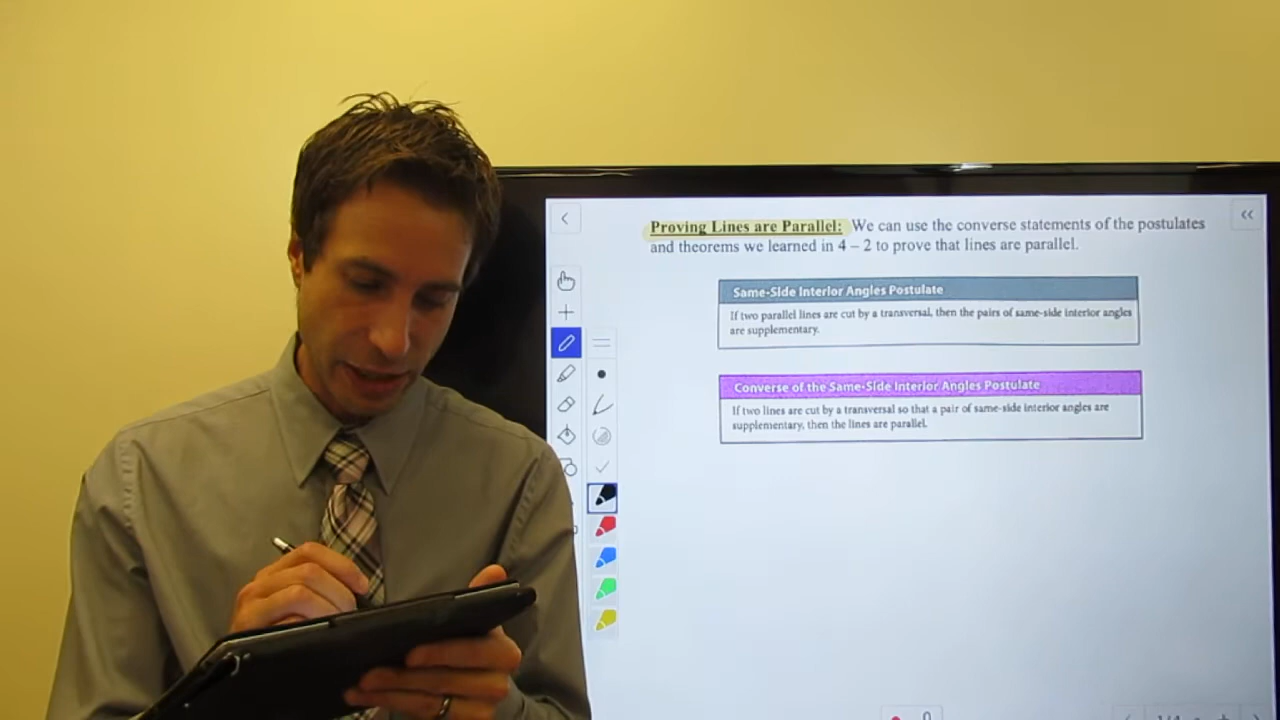 Proving Lines are Parallel: We can use the converse statements of the postulates
and theorems we learned in 4 – 2 to prove that lines are parallel.
Same-Side Interior Angles Postulate
If two parallel lines are cut by a transversal, then the pairs of same-side interior angles
are supplementary.
Converse of the Same-Side Interior Angles Postulate
If two lines are cut by a transversal so that a pair of same-side interior angles are
supplementary, then the lines are parallel.